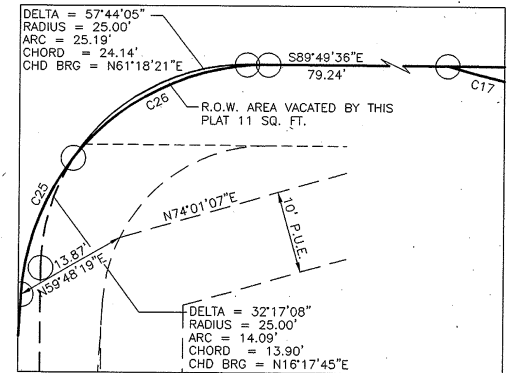 DELTA = 57°44'05"
RADIUS = 25.00'
ARC = 25.19'
CHORD = 24.14'
CHD BRG = N61°18'21"E
S89°49'36"E
79.24'
C17
C26
R.O.W. AREA VACATED BY THIS
PLAT 11 SQ. FT.
C25
N74°01'07"E
10' P.U.E.
13.87'
N59°48'19"E
DELTA = 32°17'08"
RADIUS = 25.00'
ARC = 14.09'
CHORD = 13.90'
CHD BRG = N16°17'45"E